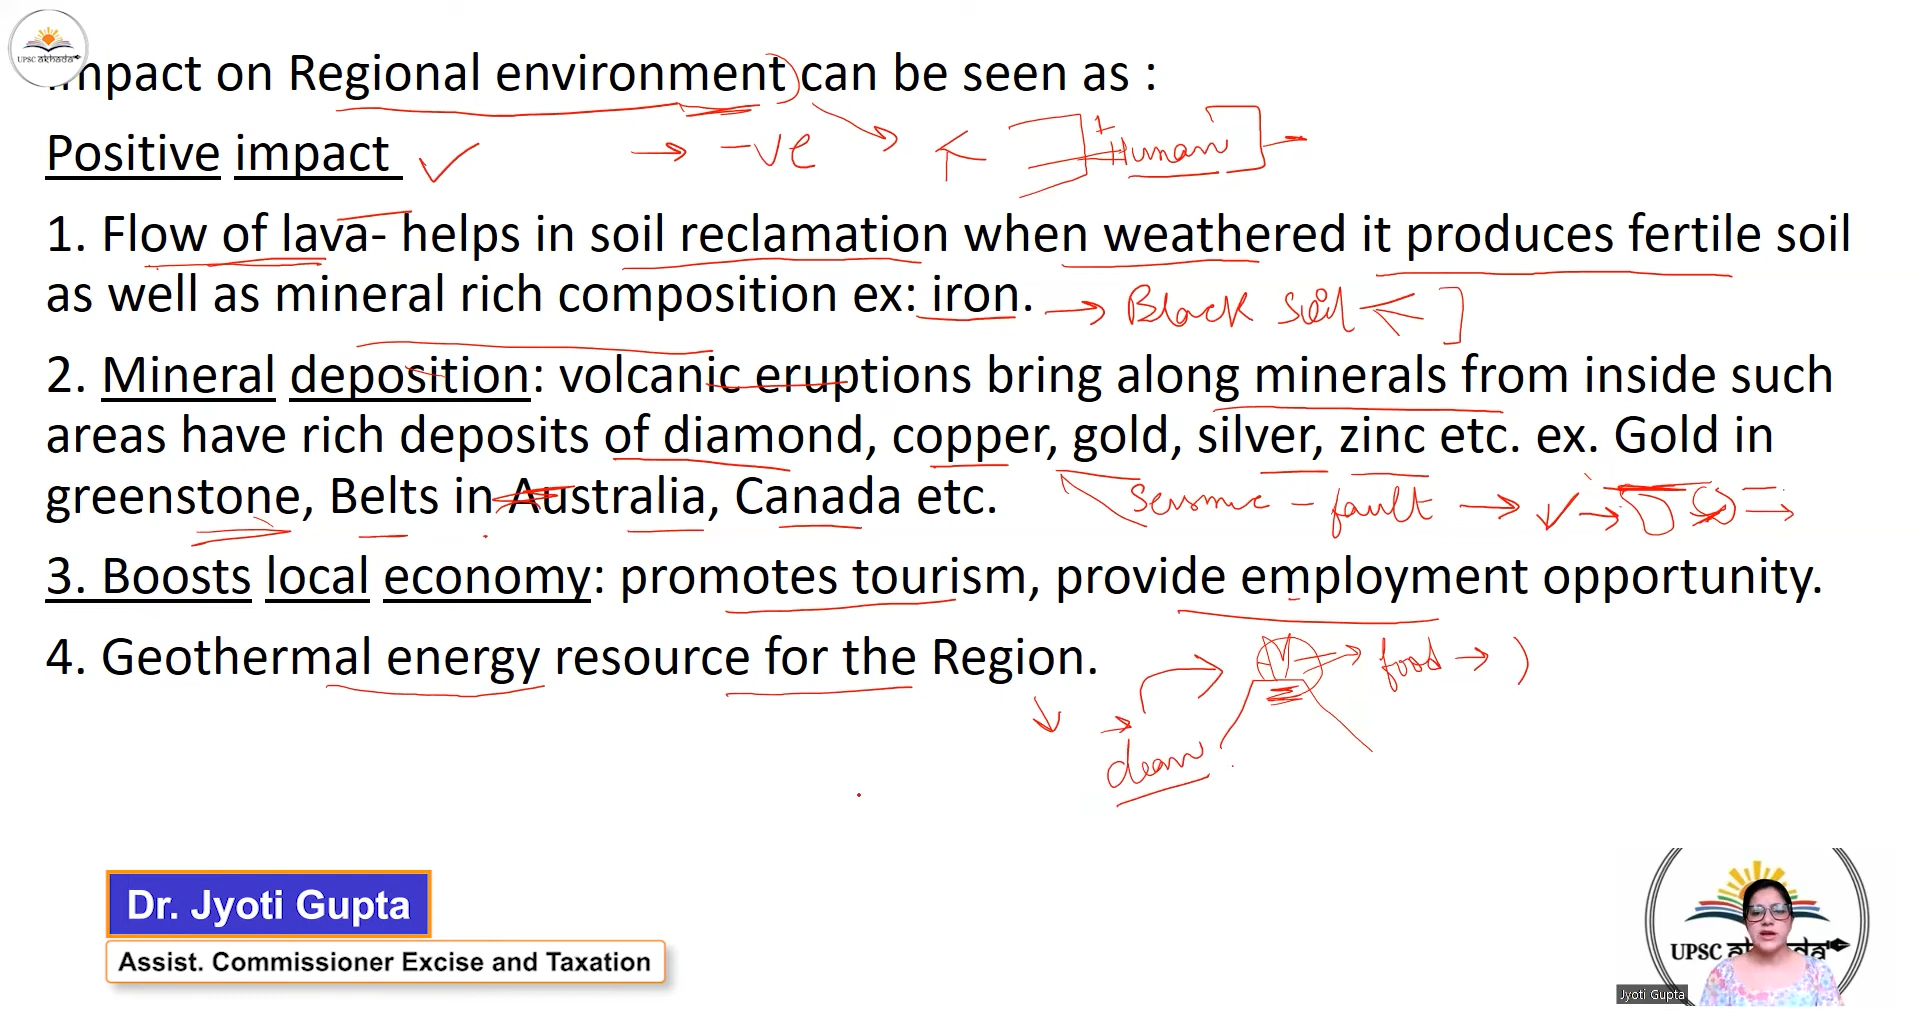 UPSC akhada
Impact on Regional environment can be seen as :
Positive impact → -ve + Human
1. Flow of lava- helps in soil reclamation when weathered it produces fertile soil
as well as mineral rich composition ex: iron. → Black soil
2. Mineral deposition: volcanic eruptions bring along minerals from inside such
areas have rich deposits of diamond, copper, gold, silver, zinc etc. ex. Gold in
greenstone, Belts in Australia, Canada etc. Seismic - fault →
3. Boosts local economy: promotes tourism, provide employment opportunity.
4. Geothermal energy resource for the Region. → food →
Dr. Jyoti Gupta
Assist. Commissioner Excise and Taxation
UPSC
Jyoti Gupta